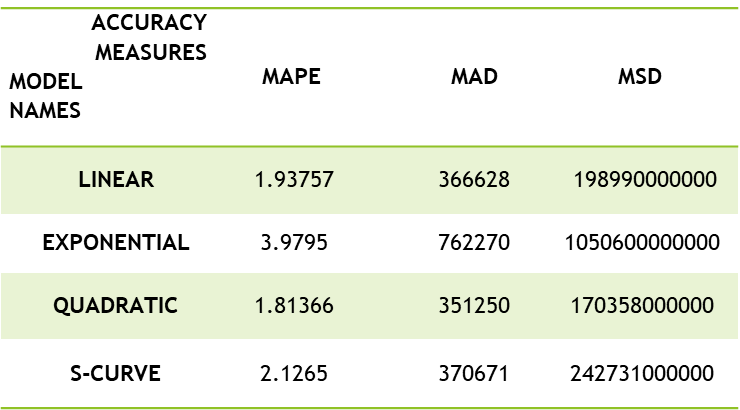 ACCURACY
MEASURES
MODEL
NAMES
MAPE MAD MSD
LINEAR 1.93757 366628 198990000000
EXPONENTIAL 3.9795 762270 1050600000000
QUADRATIC 1.81366 351250 170358000000
S-CURVE 2.1265 370671 242731000000